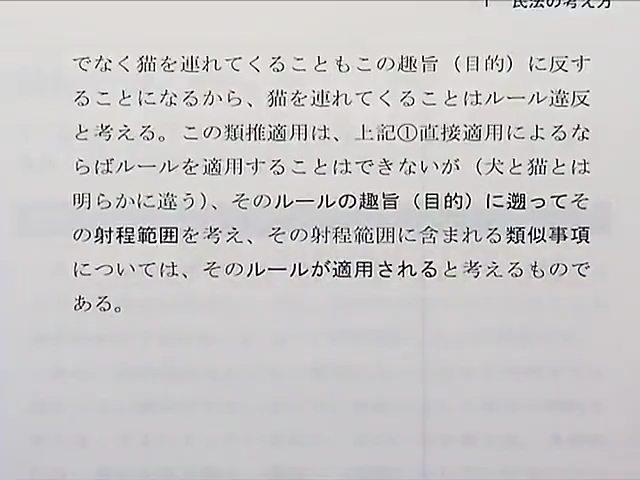 1 民法の考え方
でなく猫を連れてくることもこの趣旨（目的）に反す
ることになるから、猫を連れてくることはルール違反
と考える。この類推適用は、上記①直接適用によるな
らばルールを適用することはできないが（犬と猫とは
明らかに違う）、そのルールの趣旨（目的）に遡ってそ
の射程範囲を考え、その射程範囲に含まれる類似事項
については、そのルールが適用されると考えるもので
ある。